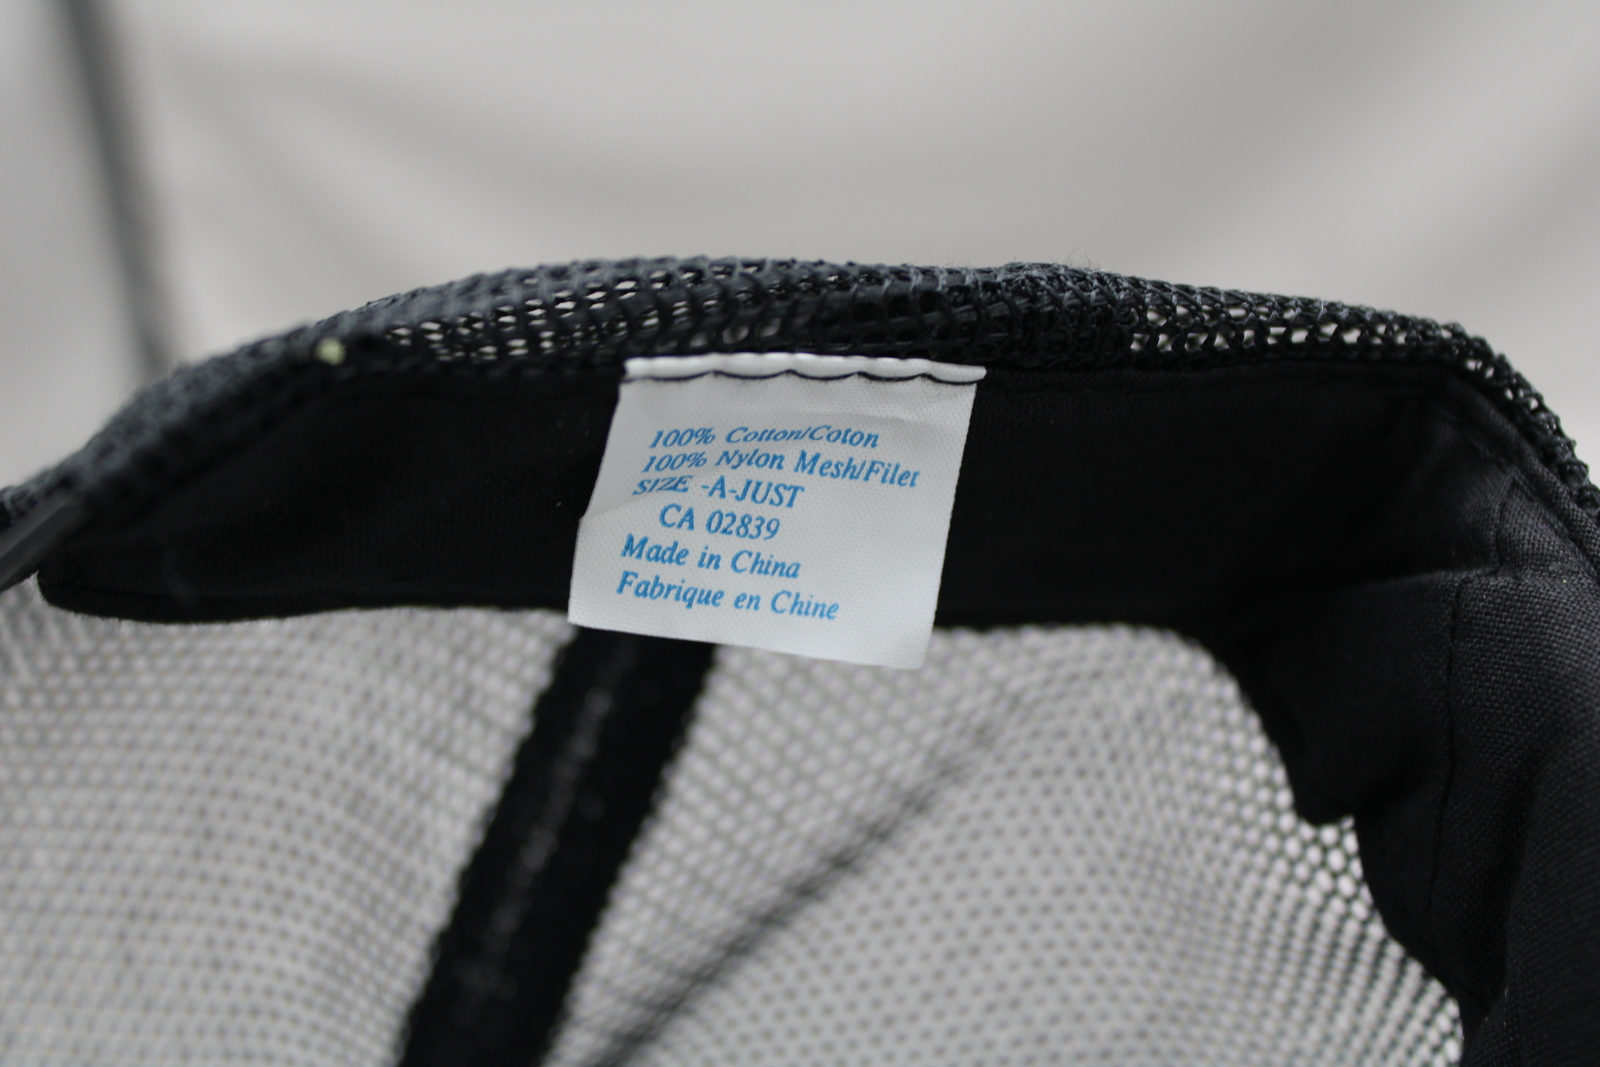 100% Cotton/Coton
100% Nylon Mesh/Filet
SIZE -A-JUST
CA 02839
Made in China
Fabrique en Chine